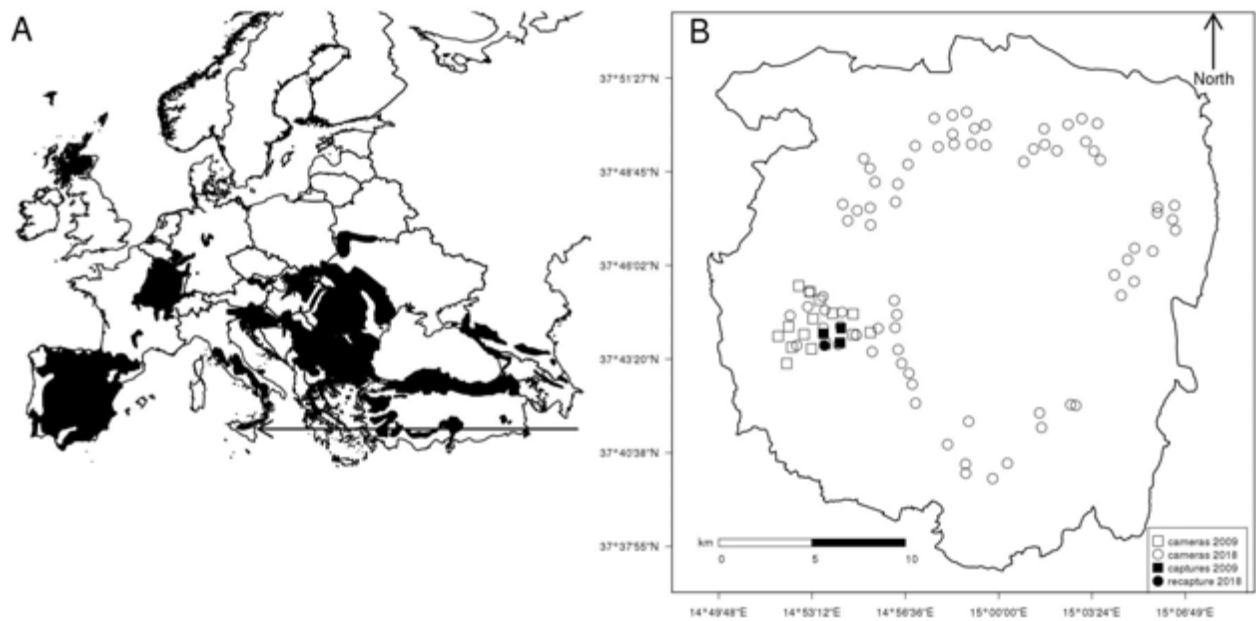 A
B
North
37°51'27"N
37°48'45"N
37°46'02"N
37°43'20"N
37°40'38"N
37°37'55"N
km
0 5 10
cameras 2009
cameras 2018
captures 2009
recapture 2018
14°49'48"E 14°53'12"E 14°56'36"E 15°00'00"E 15°03'24"E 15°06'49"E